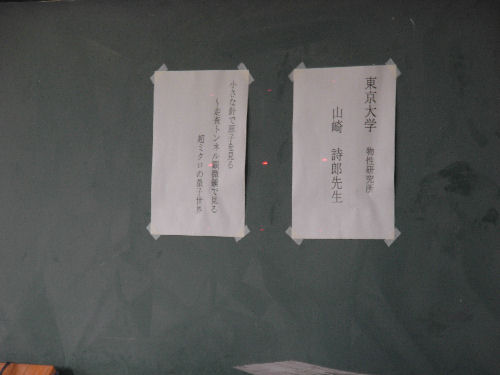 東京大学 物性研究所
山崎 詩郎先生
小さな針で原子を見る
～走査トンネル顕微鏡で見る
超ミクロの量子世界